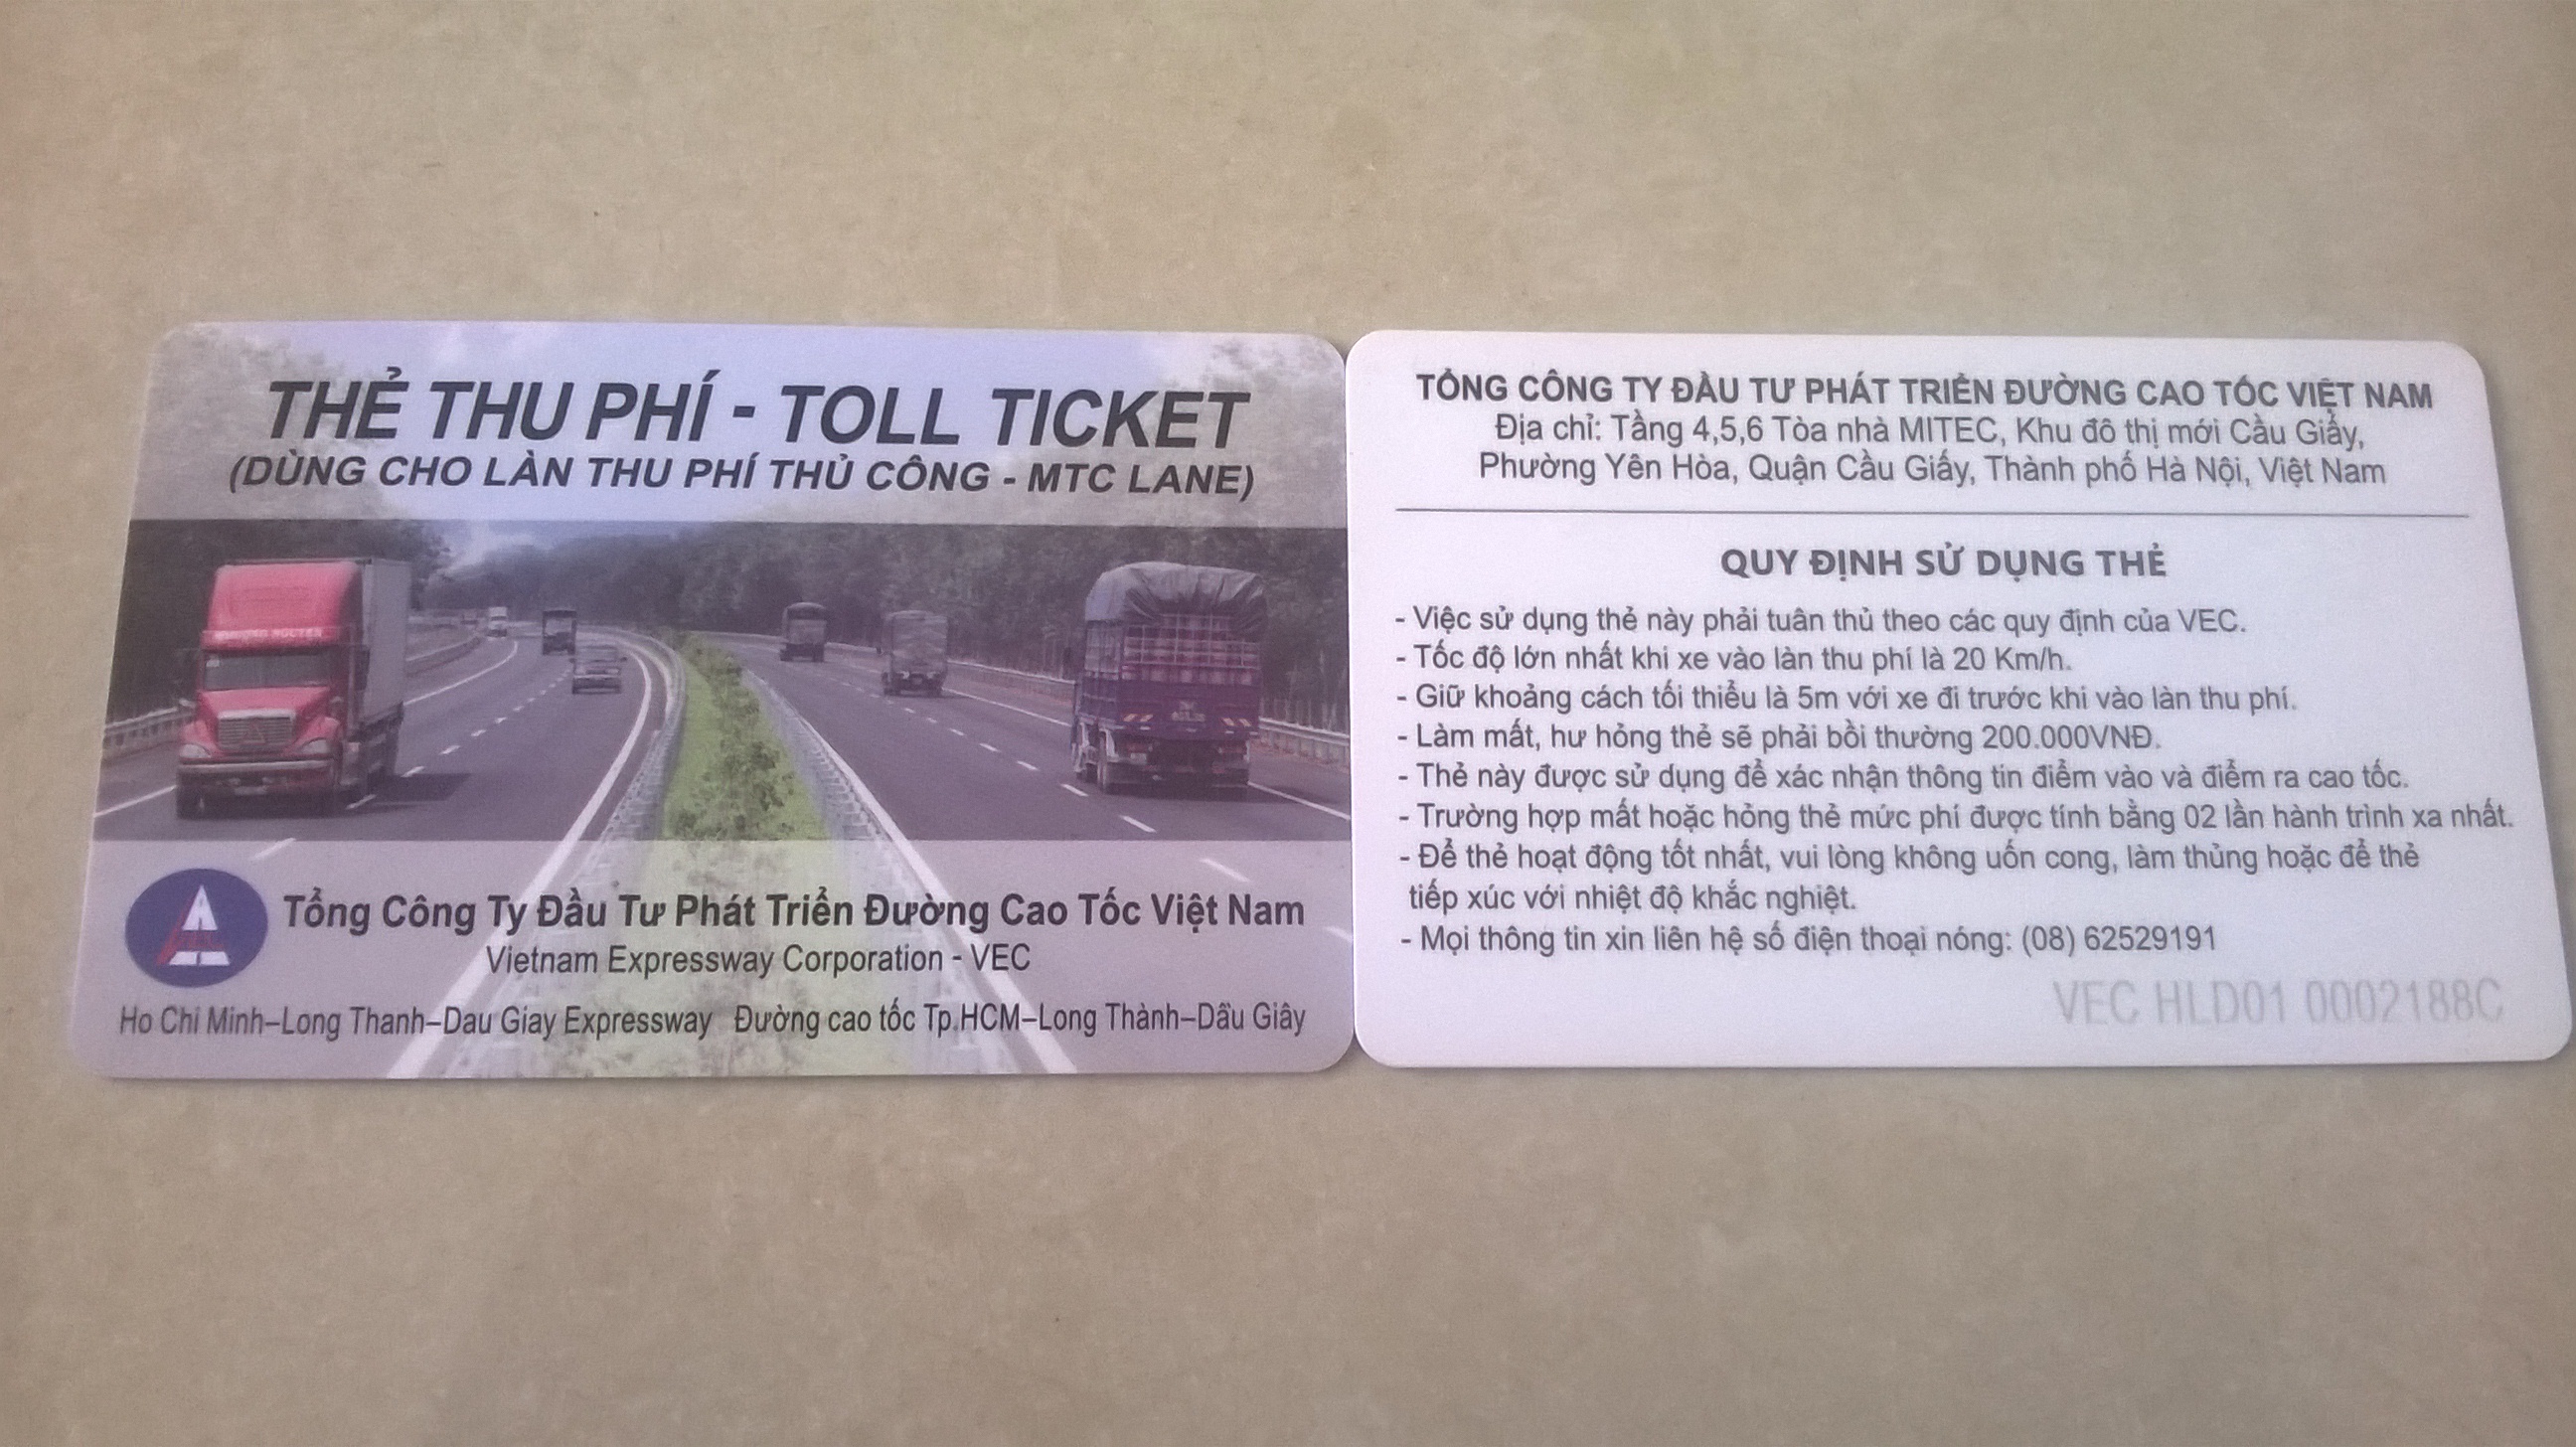 THẺ THU PHÍ - TOLL TICKET
(DÙNG CHO LÀN THU PHÍ THỦ CÔNG - MTC LANE)
Tổng Công Ty Đầu Tư Phát Triển Đường Cao Tốc Việt Nam
Vietnam Expressway Corporation - VEC
Ho Chi Minh–Long Thanh–Dau Giay Expressway Đường cao tốc Tp.HCM–Long Thành–Dầu Giây
TỔNG CÔNG TY ĐẦU TƯ PHÁT TRIỂN ĐƯỜNG CAO TỐC VIỆT NAM
Địa chỉ: Tầng 4,5,6 Tòa nhà MITEC, Khu đô thị mới Cầu Giấy,
Phường Yên Hòa, Quận Cầu Giấy, Thành phố Hà Nội, Việt Nam
QUY ĐỊNH SỬ DỤNG THẺ
- Việc sử dụng thẻ này phải tuân thủ theo các quy định của VEC.
- Tốc độ lớn nhất khi xe vào làn thu phí là 20 Km/h.
- Giữ khoảng cách tối thiểu là 5m với xe đi trước khi vào làn thu phí.
- Làm mất, hư hỏng thẻ sẽ phải bồi thường 200.000VNĐ.
- Thẻ này được sử dụng để xác nhận thông tin điểm vào và điểm ra cao tốc.
- Trường hợp mất hoặc hỏng thẻ mức phí được tính bằng 02 lần hành trình xa nhất.
- Để thẻ hoạt động tốt nhất, vui lòng không uốn cong, làm thủng hoặc để thẻ
tiếp xúc với nhiệt độ khắc nghiệt.
- Mọi thông tin xin liên hệ số điện thoại nóng: (08) 62529191
VEC HLD01 0002188C